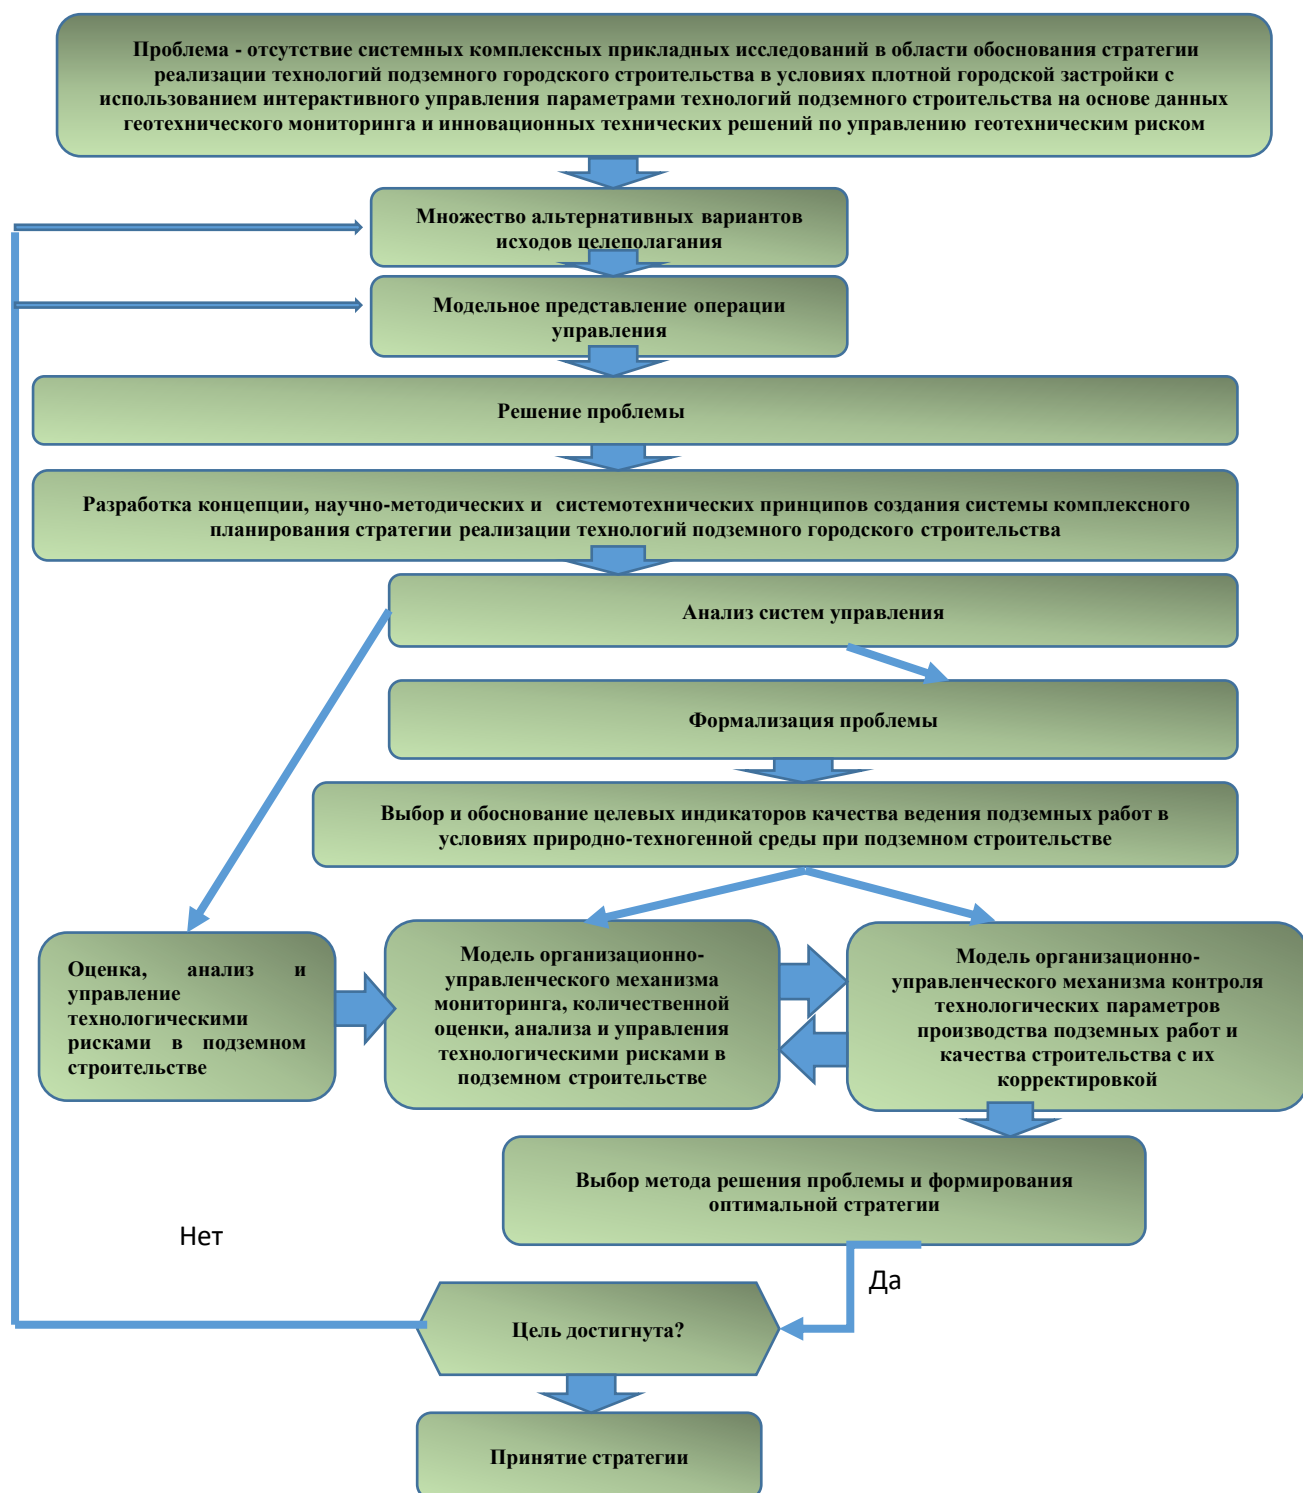 Проблема - отсутствие системных комплексных прикладных исследований в области обоснования стратегии
реализации технологий подземного городского строительства в условиях плотной городской застройки с
использованием интерактивного управления параметрами технологий подземного строительства на основе данных
геотехнического мониторинга и инновационных технических решений по управлению геотехническим риском
Множество альтернативных вариантов
исходов целеполагания
Модельное представление операции
управления
Решение проблемы
Разработка концепции, научно-методических и системотехнических принципов создания системы комплексного
планирования стратегии реализации технологий подземного городского строительства
Анализ систем управления
Формализация проблемы
Выбор и обоснование целевых индикаторов качества ведения подземных работ в
условиях природно-техногенной среды при подземном строительстве
Оценка, анализ и
управление
технологическими
рисками в подземном
строительстве
Модель организационно-
управленческого механизма
мониторинга, количественной
оценки, анализа и управления
технологическими рисками в
подземном строительстве
Модель организационно-
управленческого механизма контроля
технологических параметров
производства подземных работ и
качества строительства с их
корректировкой
Выбор метода решения проблемы и формирования
оптимальной стратегии
Нет
Да
Цель достигнута?
Принятие стратегии